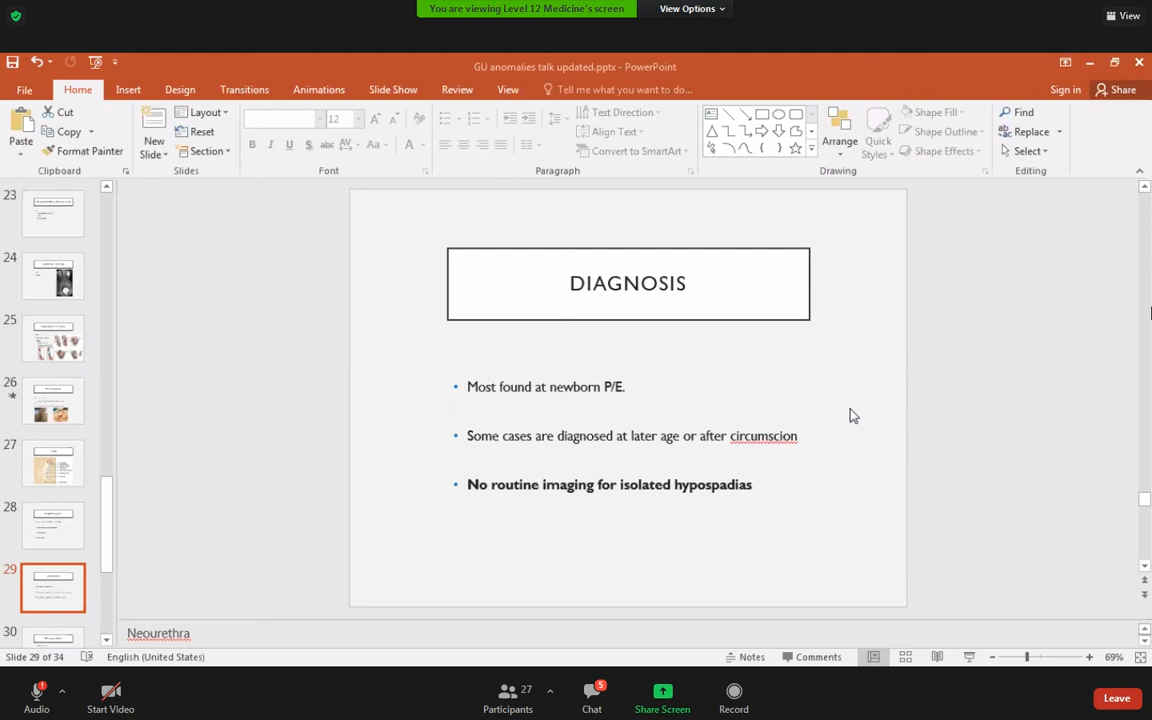 You are viewing Level 12 Medicine's screen
View Options
View
GU anomalies talk updated.pptx - PowerPoint
File
Home
Insert
Design
Transitions
Animations
Slide Show
Review
View
Tell me what you want to do...
Sign in
Share
Paste
Cut
Copy
Format Painter
Clipboard
New Slide
Layout
Reset
Section
Slides
12
B I U S abc AV Aa A
Font
Text Direction
Align Text
Convert to SmartArt
Paragraph
Arrange
Quick Styles
Shape Fill
Shape Outline
Shape Effects
Drawing
Find
Replace
Select
Editing
23
24
25
26
27
28
29
30
DIAGNOSIS
• Most found at newborn P/E.
• Some cases are diagnosed at later age or after circumscion
• No routine imaging for isolated hypospadias
Neourethra
Slide 29 of 34
English (United States)
Notes
Comments
69%
Audio
Start Video
Participants
27
Chat
5
Share Screen
Record
Leave